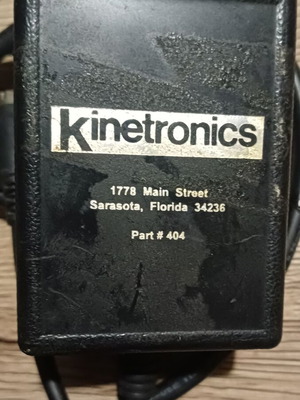 Kinetronics
1778 Main Street
Sarasota, Florida 34236
Part # 404